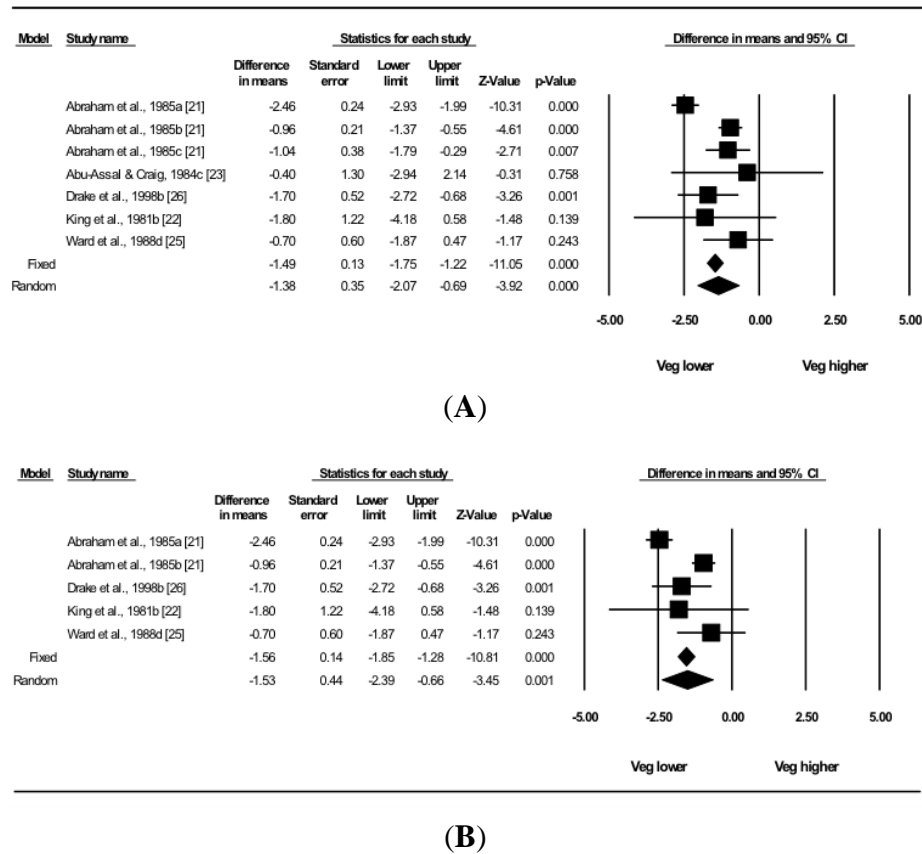 Model Study name Statistics for each study Difference in means and 95% CI
Difference in means Standard error Lower limit Upper limit Z-Value p-Value
Abraham et al., 1985a [21] -2.46 0.24 -2.93 -1.99 -10.31 0.000
Abraham et al., 1985b [21] -0.96 0.21 -1.37 -0.55 -4.61 0.000
Abraham et al., 1985c [21] -1.04 0.38 -1.79 -0.29 -2.71 0.007
Abu-Assal & Craig, 1984c [23] -0.40 1.30 -2.94 2.14 -0.31 0.758
Drake et al., 1998b [26] -1.70 0.52 -2.72 -0.68 -3.26 0.001
King et al., 1981b [22] -1.80 1.22 -4.18 0.58 -1.48 0.139
Ward et al., 1988d [25] -0.70 0.60 -1.87 0.47 -1.17 0.243
Fixed -1.49 0.13 -1.75 -1.22 -11.05 0.000
Random -1.38 0.35 -2.07 -0.69 -3.92 0.000
-5.00 -2.50 0.00 2.50 5.00
Veg lower Veg higher
(A)
Model Study name Statistics for each study Difference in means and 95% CI
Difference in means Standard error Lower limit Upper limit Z-Value p-Value
Abraham et al., 1985a [21] -2.46 0.24 -2.93 -1.99 -10.31 0.000
Abraham et al., 1985b [21] -0.96 0.21 -1.37 -0.55 -4.61 0.000
Drake et al., 1998b [26] -1.70 0.52 -2.72 -0.68 -3.26 0.001
King et al., 1981b [22] -1.80 1.22 -4.18 0.58 -1.48 0.139
Ward et al., 1988d [25] -0.70 0.60 -1.87 0.47 -1.17 0.243
Fixed -1.56 0.14 -1.85 -1.28 -10.81 0.000
Random -1.53 0.44 -2.39 -0.66 -3.45 0.001
-5.00 -2.50 0.00 2.50 5.00
Veg lower Veg higher
(B)